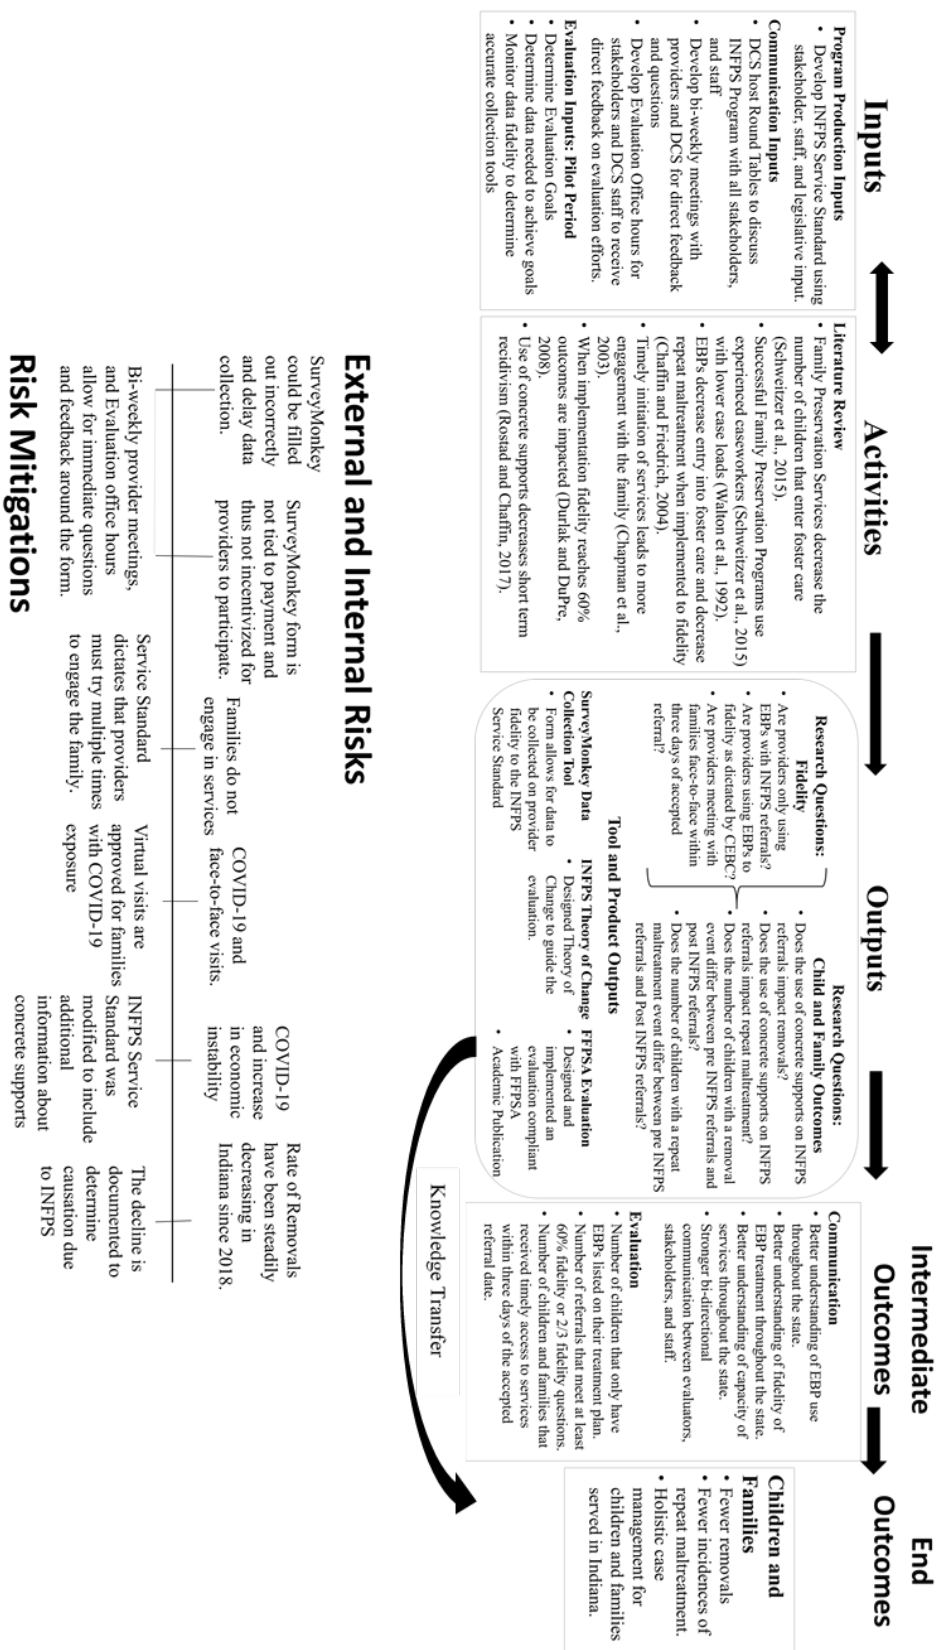 Inputs
Program Production Inputs
• Develop INFPS Service Standard using
stakeholder, staff, and legislative input.
Communication Inputs
• DCS host Round Tables to discuss
INFPS Program with all stakeholders,
and staff
• Develop bi-weekly meetings with
providers and DCS for direct feedback
and questions
• Develop Evaluation Office hours for
stakeholders and DCS staff to receive
direct feedback on evaluation efforts.
Evaluation Inputs: Pilot Period
• Determine Evaluation Goals
• Determine data needed to achieve goals
• Monitor data fidelity to determine
accurate collection tools
Activities
Literature Review
• Family Preservation Services decrease the
number of children that enter foster care
(Schweitzer et al., 2015).
• Successful Family Preservation Programs use
experienced caseworkers (Schweitzer et al., 2015)
with lower case loads (Walton et al., 1992).
• EBPs decrease entry into foster care and decrease
repeat maltreatment when implemented to fidelity
(Chaffin and Friedrich, 2004).
• Timely initiation of services leads to more
engagement with the family (Chapman et al.,
2003).
• When implementation fidelity reaches 60%
outcomes are impacted (Durlak and DuPre,
2008).
• Use of concrete supports decreases short term
recidivism (Rostad and Chaffin, 2017).
Outputs
Research Questions:
Fidelity
• Are providers only using
EBPs with INFPS referrals?
• Are providers using EBPs to
fidelity as dictated by CEBC?
• Are providers meeting with
families face-to-face within
three days of accepted
referral?
Research Questions:
Child and Family Outcomes
• Does the use of concrete supports on INFPS
referrals impact removals?
• Does the use of concrete supports on INFPS
referrals impact repeat maltreatment?
• Does the number of children with a removal
event differ between pre INFPS referrals and
post INFPS referrals?
• Does the number of children with a repeat
maltreatment event differ between pre INFPS
referrals and Post INFPS referrals?
Tool and Product Outputs
SurveyMonkey Data
Collection Tool
• Form allows for data to
be collected on provider
fidelity to the INFPS
Service Standard
INFPS Theory of Change
• Designed Theory of
Change to guide the
evaluation.
FFPSA Evaluation
• Designed and
implemented an
evaluation compliant
with FFPSA
• Academic Publication
Intermediate
Outcomes
Communication
• Better understanding of EBP use
throughout the state.
• Better understanding of fidelity of
EBP treatment throughout the state.
• Better understanding of capacity of
services throughout the state.
• Stronger bi-directional
communication between evaluators,
stakeholders, and staff.
Evaluation
• Number of children that only have
EBPs listed on their treatment plan.
• Number of referrals that meet at least
60% fidelity or 2/3 fidelity questions.
• Number of children and families that
received timely access to services
within three days of the accepted
referral date.
End
Outcomes
Children and
Families
• Fewer removals
• Fewer incidences of
repeat maltreatment.
• Holistic case
management for
children and families
served in Indiana.
Knowledge Transfer
External and Internal Risks
SurveyMonkey
could be filled
out incorrectly
and delay data
collection.
SurveyMonkey form is
not tied to payment and
thus not incentivized for
providers to participate.
Families do not
engage in services
COVID-19 and
face-to-face visits.
COVID-19
and increase
in economic
instability
Rate of Removals
have been steadily
decreasing in
Indiana since 2018.
Bi-weekly provider meetings,
and Evaluation office hours
allow for immediate questions
and feedback around the form.
Service Standard
dictates that providers
must try multiple times
to engage the family.
Virtual visits are
approved for families
with COVID-19
exposure
INFPS Service
Standard was
modified to include
additional
information about
concrete supports
The decline is
documented to
determine
causation due
to INFPS
Risk Mitigations